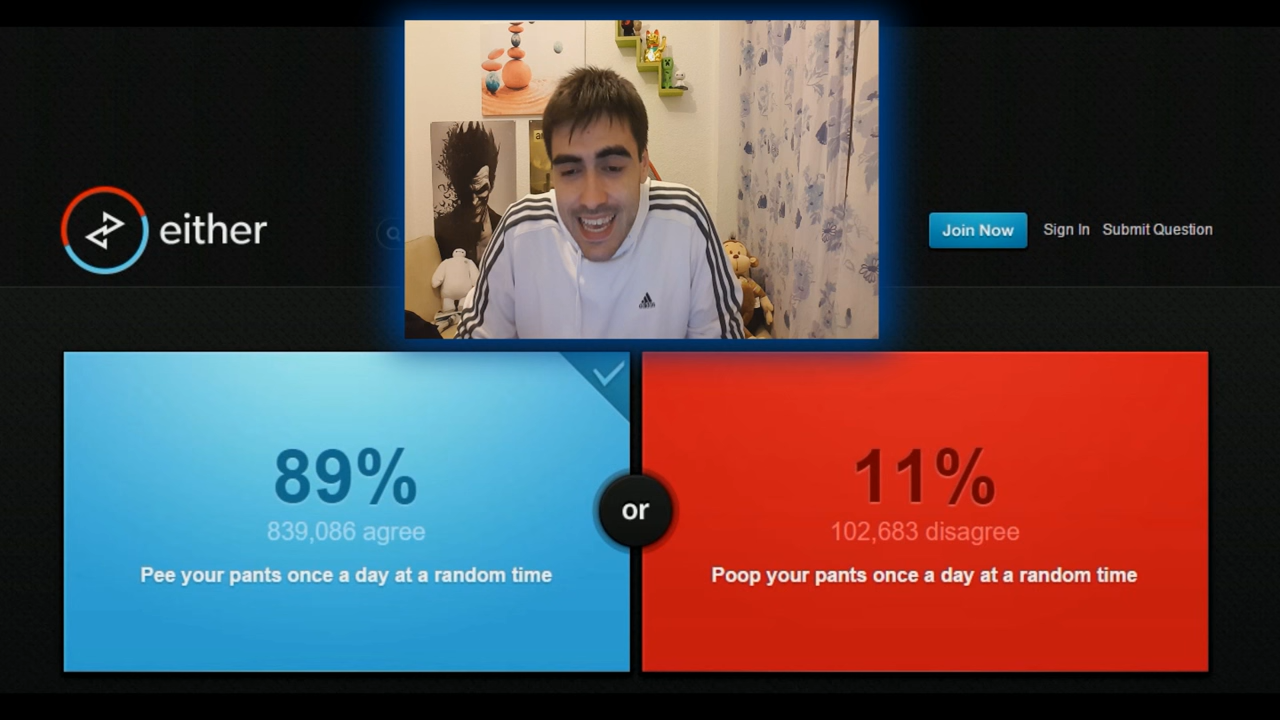 either
Join Now
Sign In
Submit Question
89%
839,086 agree
Pee your pants once a day at a random time
or
11%
102,683 disagree
Poop your pants once a day at a random time